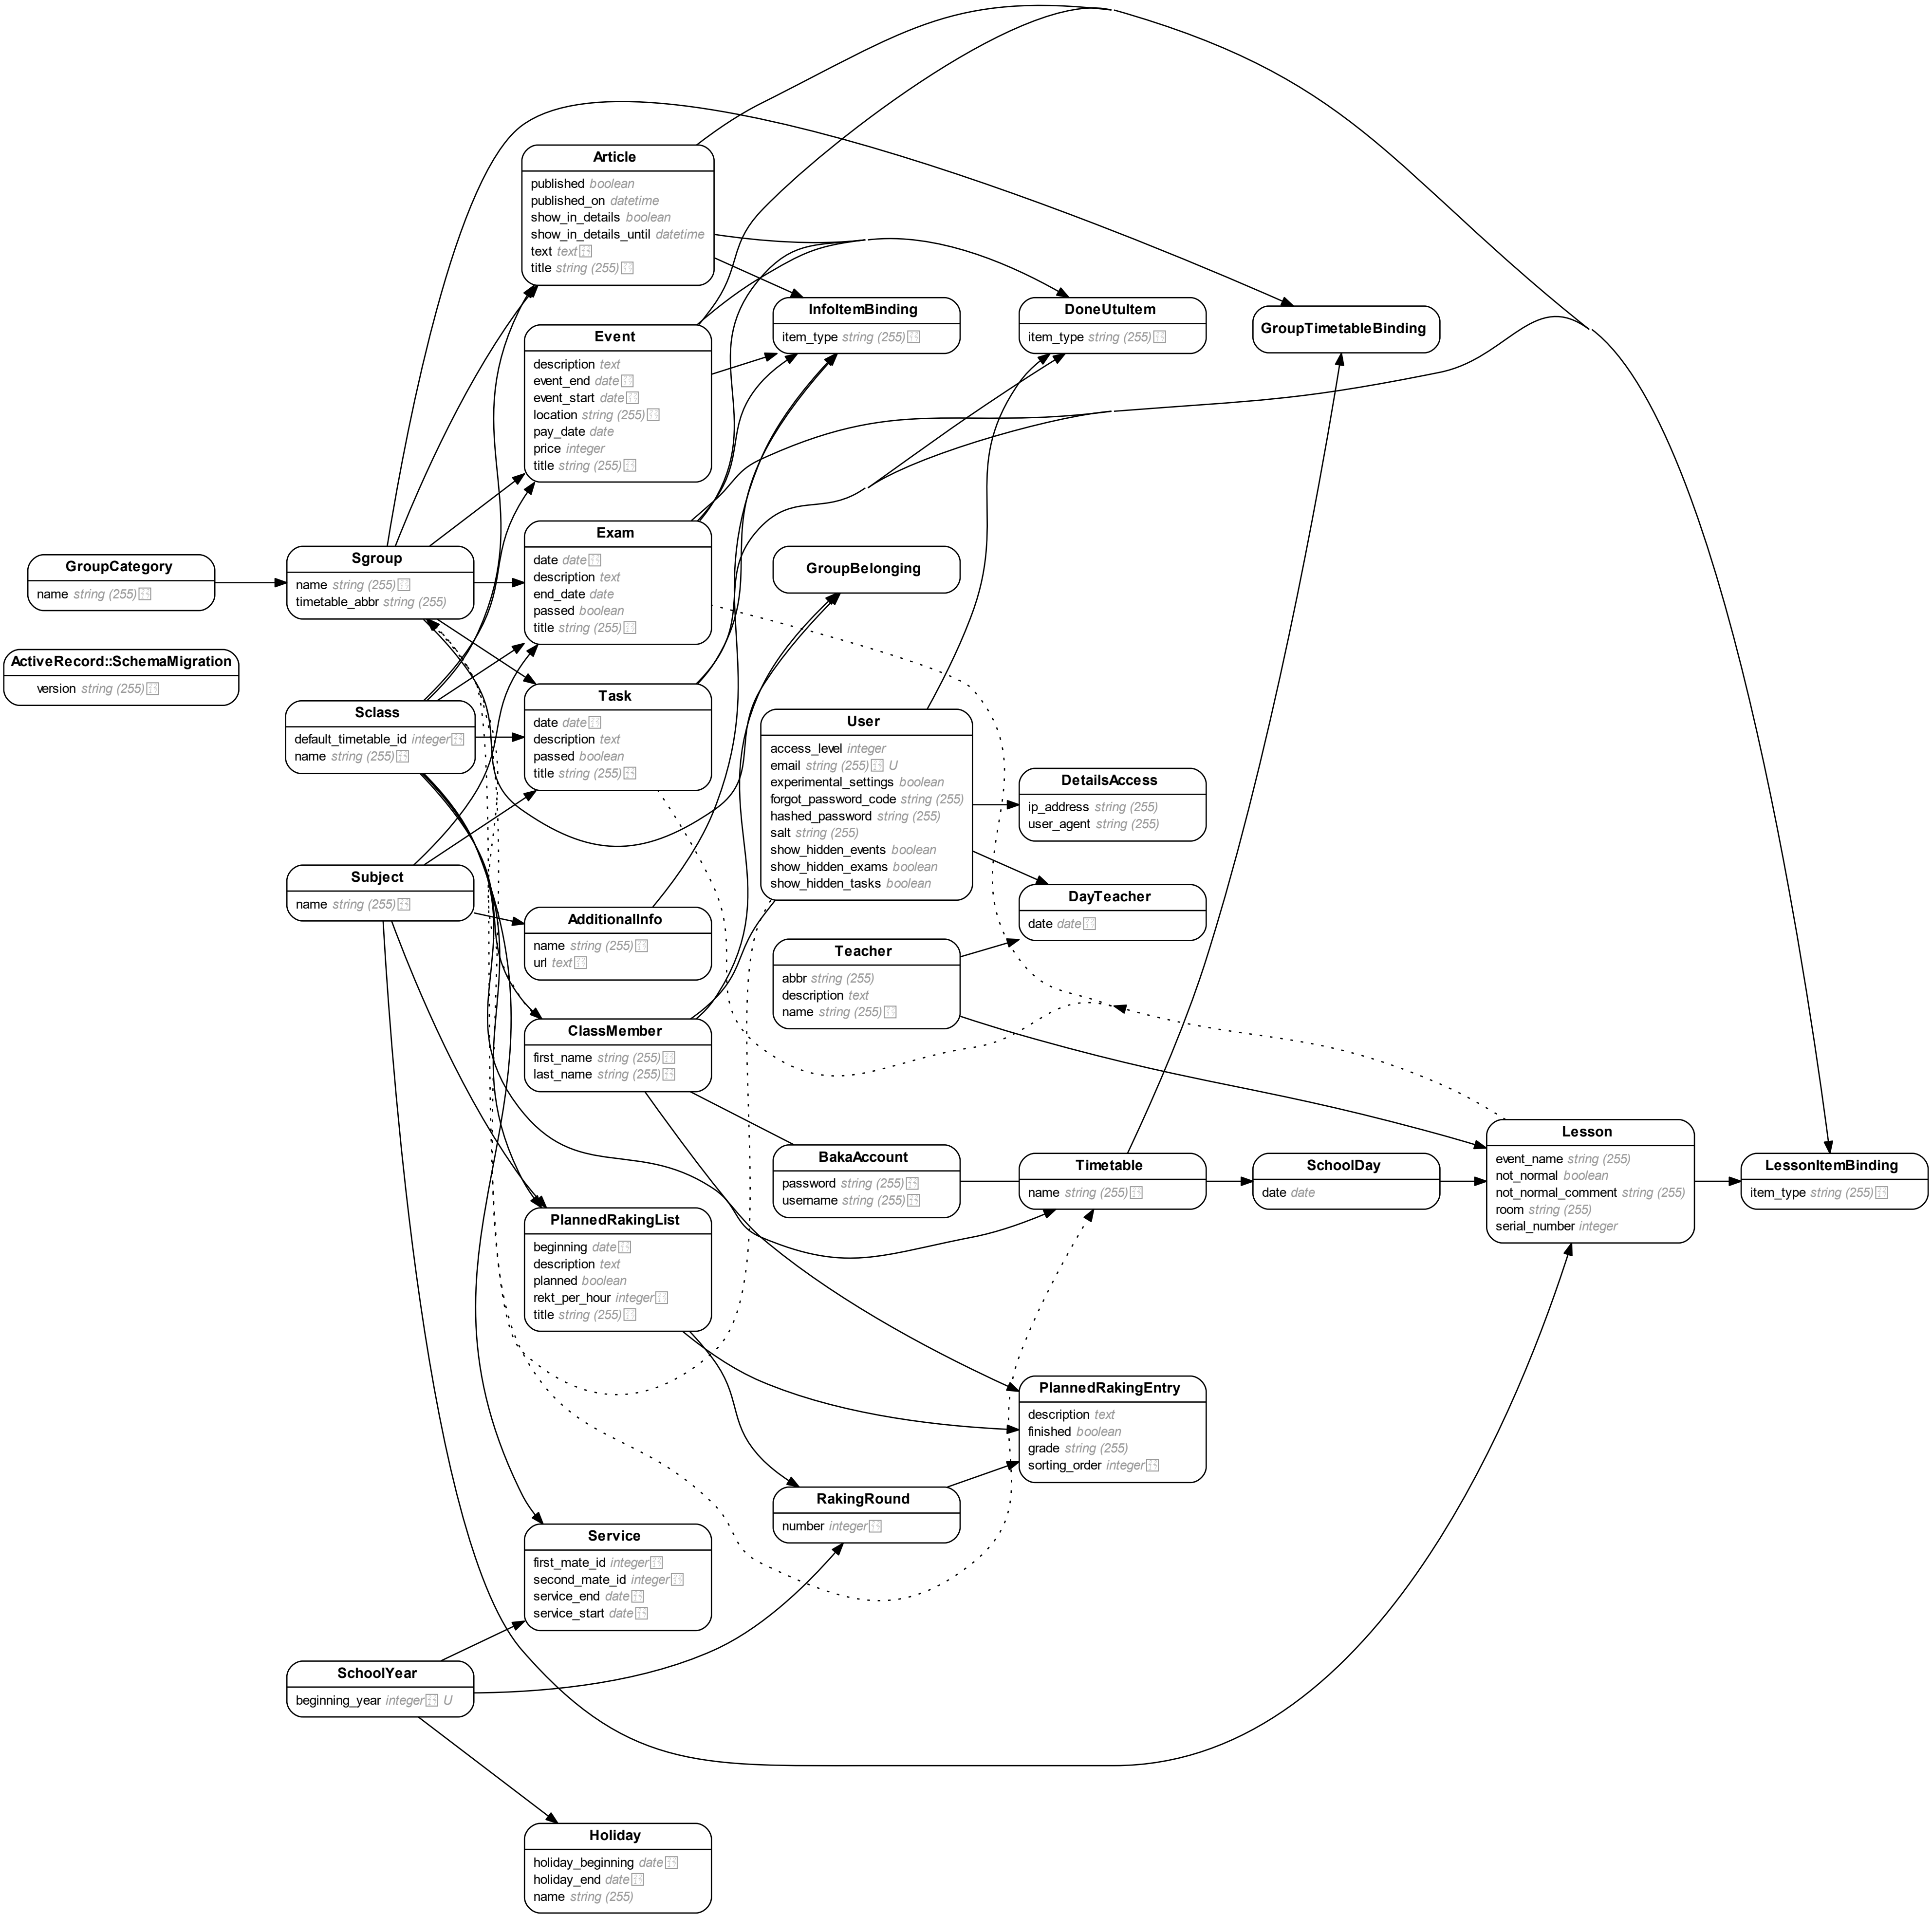 Article
published boolean
published_on datetime
show_in_details boolean
show_in_details_until datetime
text text
title string (255)
Event
description text
event_end date
event_start date
location string (255)
pay_date date
price integer
title string (255)
InfoItemBinding
item_type string (255)
DoneUtuItem
item_type string (255)
GroupTimetableBinding
GroupCategory
name string (255)
Sgroup
name string (255)
timetable_abbr string (255)
Exam
date date
description text
end_date date
passed boolean
title string (255)
GroupBelonging
ActiveRecord::SchemaMigration
version string (255)
Sclass
default_timetable_id integer
name string (255)
Task
date date
description text
passed boolean
title string (255)
User
access_level integer
email string (255) U
experimental_settings boolean
forgot_password_code string (255)
hashed_password string (255)
salt string (255)
show_hidden_events boolean
show_hidden_exams boolean
show_hidden_tasks boolean
DetailsAccess
ip_address string (255)
user_agent string (255)
Subject
name string (255)
AdditionalInfo
name string (255)
url text
DayTeacher
date date
Teacher
abbr string (255)
description text
name string (255)
ClassMember
first_name string (255)
last_name string (255)
BakaAccount
password string (255)
username string (255)
Timetable
name string (255)
SchoolDay
date date
Lesson
event_name string (255)
not_normal boolean
not_normal_comment string (255)
room string (255)
serial_number integer
LessonItemBinding
item_type string (255)
PlannedRakingList
beginning date
description text
planned boolean
rekt_per_hour integer
title string (255)
PlannedRakingEntry
description text
finished boolean
grade string (255)
sorting_order integer
RakingRound
number integer
Service
first_mate_id integer
second_mate_id integer
service_end date
service_start date
SchoolYear
beginning_year integer U
Holiday
holiday_beginning date
holiday_end date
name string (255)